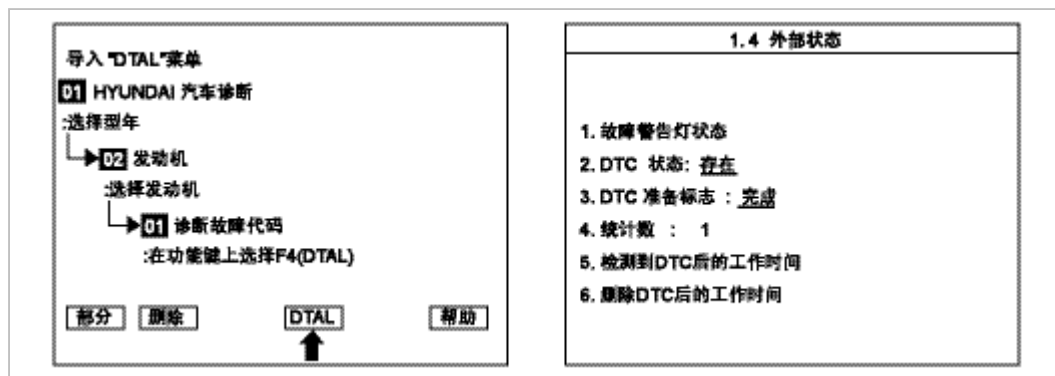 导入"DTAL"菜单
01 HYUNDAI 汽车诊断
:选择型年
02 发动机
:选择发动机
01 诊断故障代码
:在功能键上选择F4(DTAL)
部分 删除 DTAL 帮助
1.4 外部状态
1. 故障警告灯状态
2. DTC 状态: 存在
3. DTC 准备标志 : 完成
4. 统计数 : 1
5. 检测到DTC后的工作时间
6. 删除DTC后的工作时间